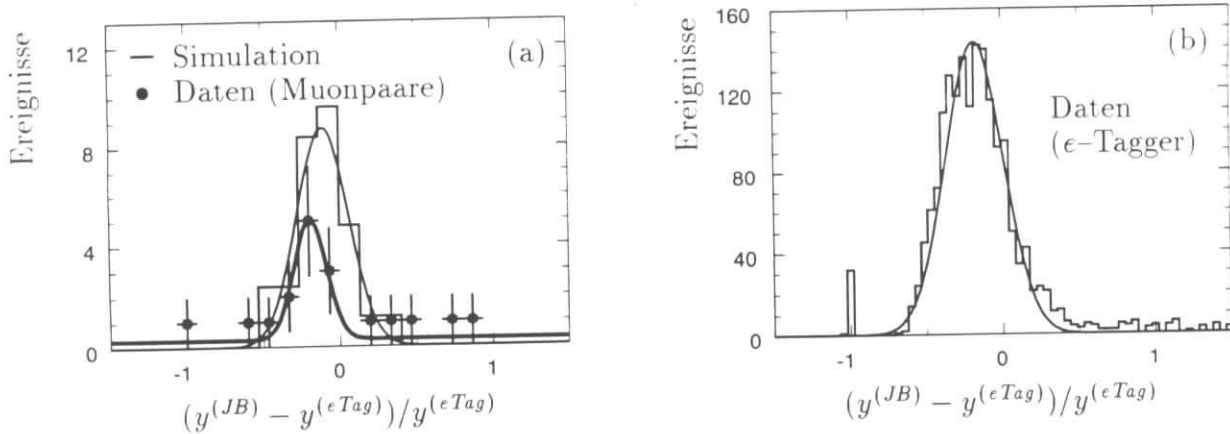 Ereignisse
12
8
4
0
-1
0
1
(a)
— Simulation
• Daten (Muonpaare)
(y^(JB) − y^(eTag))/y^(eTag)
Ereignisse
160
120
80
40
0
-1
0
1
(b)
Daten
(e–Tagger)
(y^(JB) − y^(eTag))/y^(eTag)